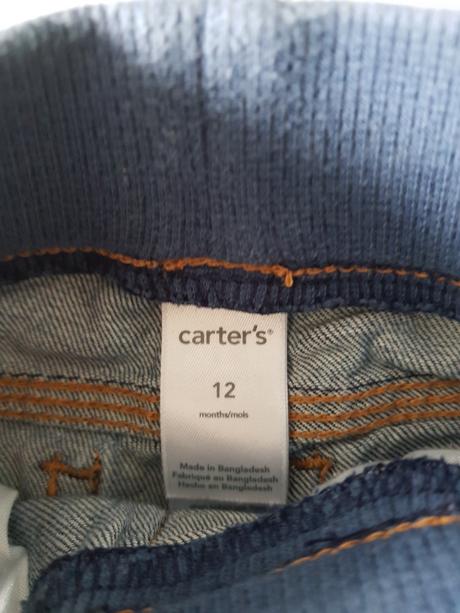 carter's®
12
months/mois
Made in Bangladesh
Fabriqué au Bangladesh
Hecho en Bangladesh